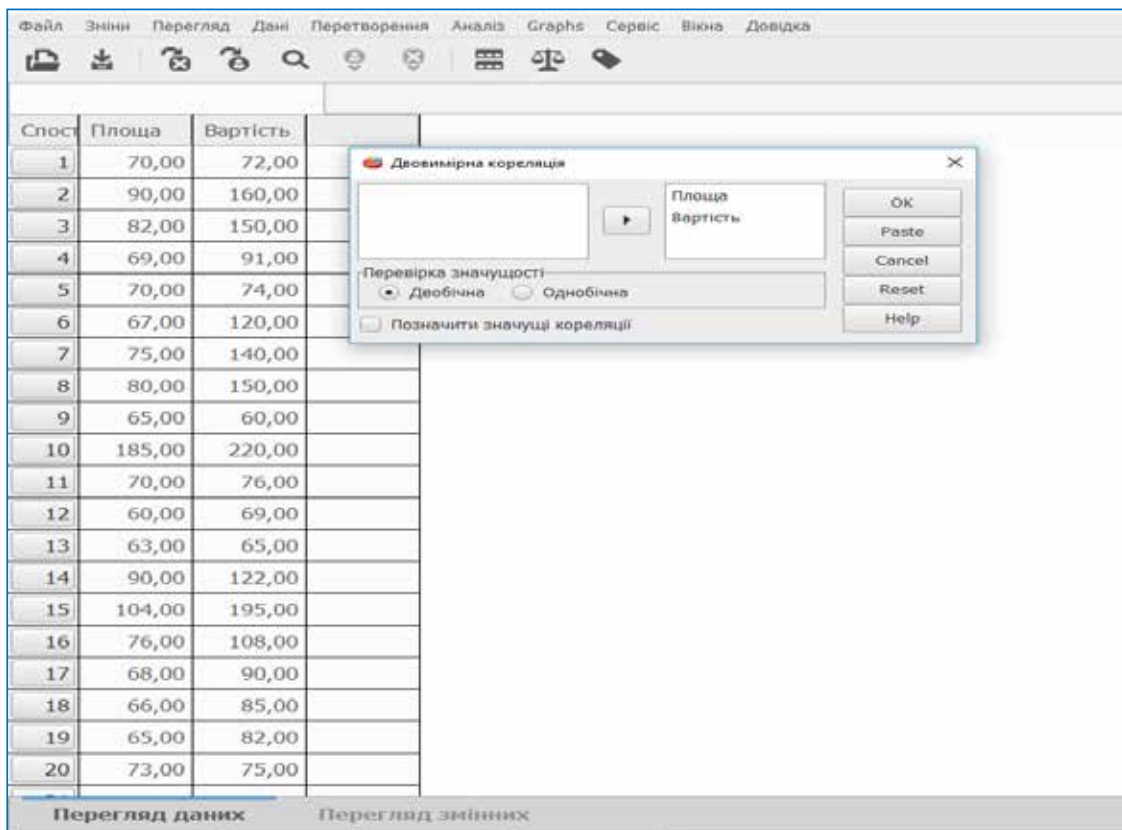 Файл Зміни Перегляд Дані Перетворення Аналіз Graphs Сервіс Вікна Довідка
Спост Площа Вартість
1 70,00 72,00
2 90,00 160,00
3 82,00 150,00
4 69,00 91,00
5 70,00 74,00
6 67,00 120,00
7 75,00 140,00
8 80,00 150,00
9 65,00 60,00
10 185,00 220,00
11 70,00 76,00
12 60,00 69,00
13 63,00 65,00
14 90,00 122,00
15 104,00 195,00
16 76,00 108,00
17 68,00 90,00
18 66,00 85,00
19 65,00 82,00
20 73,00 75,00
Двовимірна кореляція
Площа
Вартість
Перевірка значущості
Двобічна Однобічна
Позначити значущі кореляції
OK
Paste
Cancel
Reset
Help
Перегляд даних Перегляд змінних